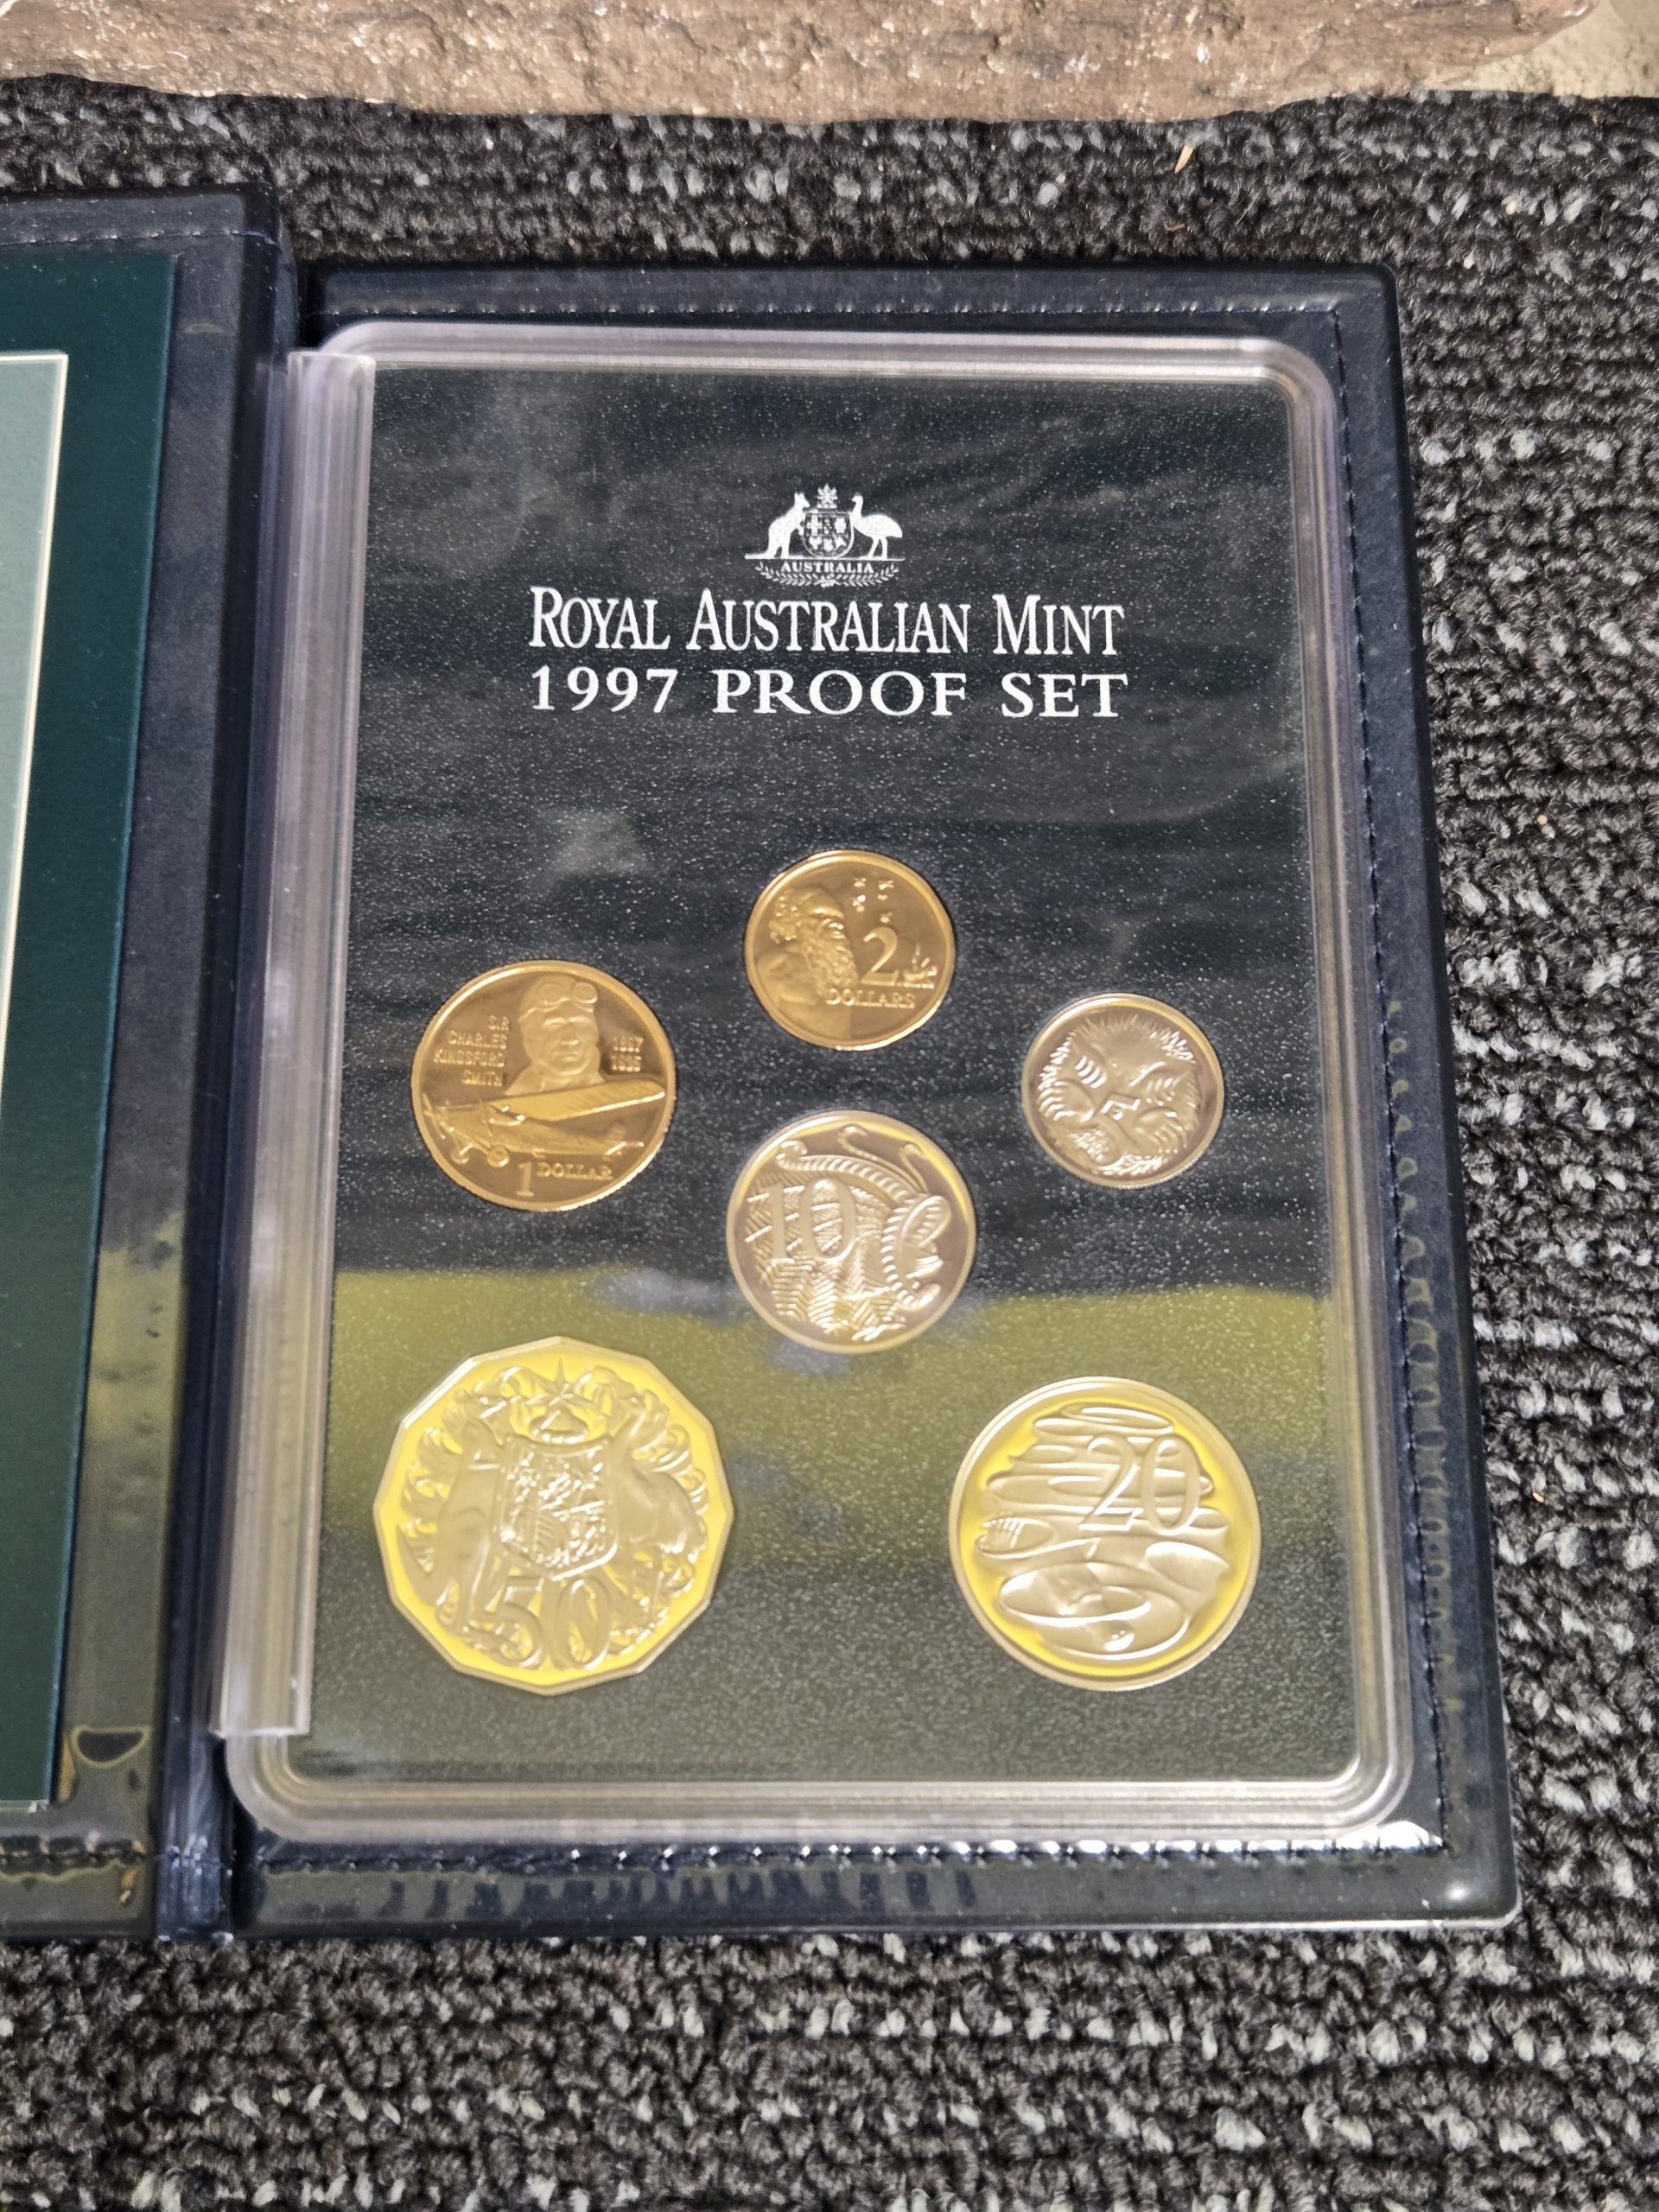 AUSTRALIA
ROYAL AUSTRALIAN MINT
1997 PROOF SET
2
DOLLARS
SIR
CHARLES
KINGSFORD
SMITH
1897
1935
1 DOLLAR
5
10
50
20